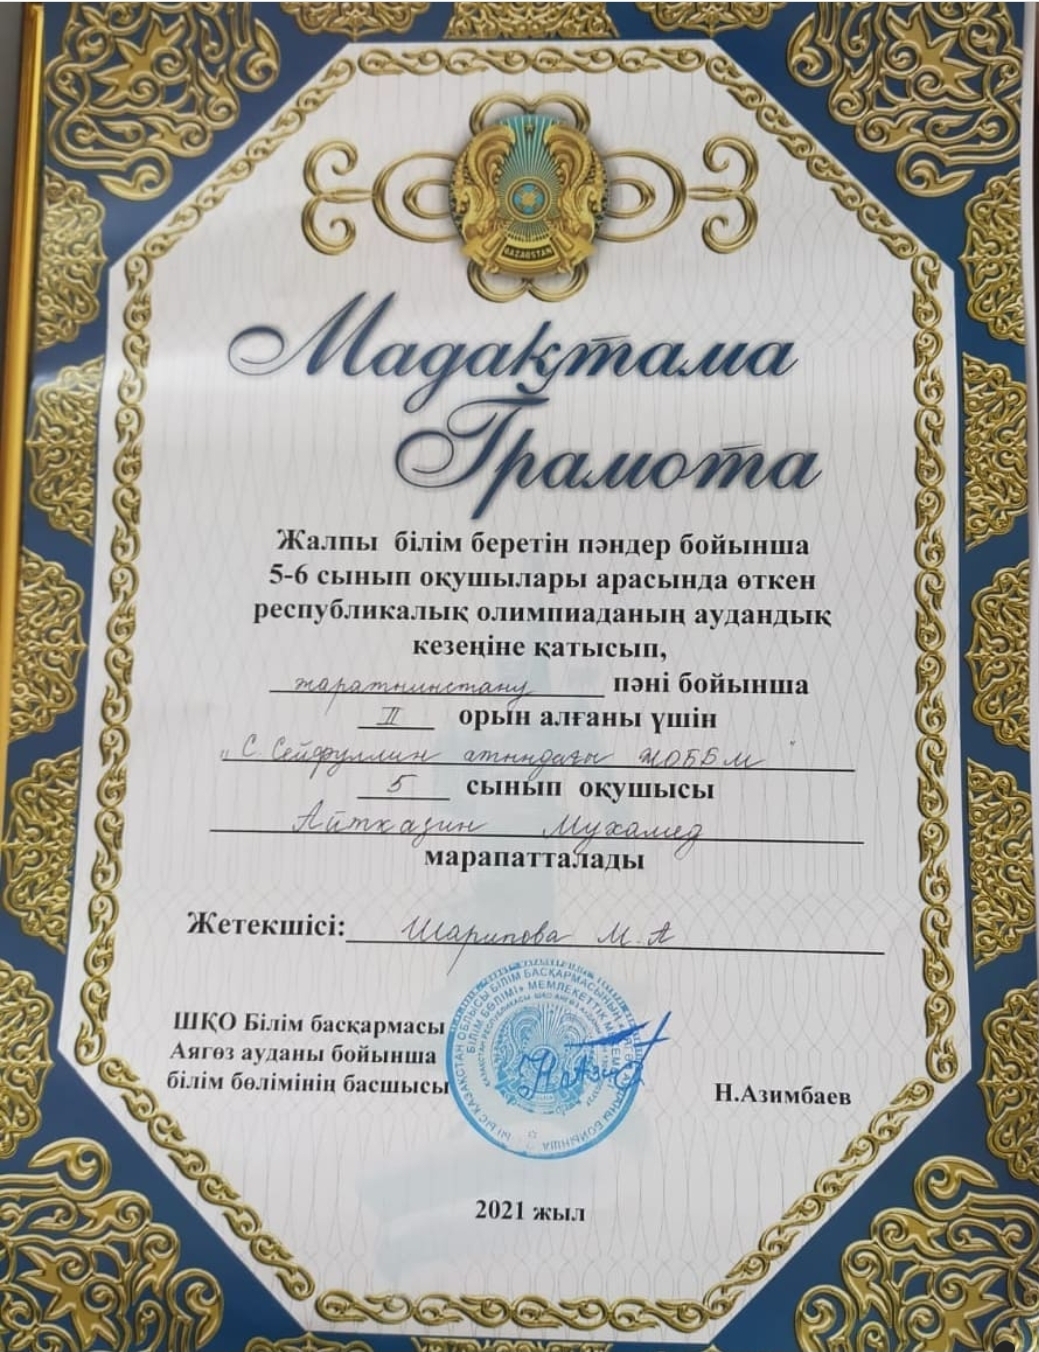 QAZAQSTAN
Мадақтама
Грамота
Жалпы білім беретін пәндер бойынша
5-6 сынып оқушылары арасында өткен
республикалық олимпиаданың аудандық
кезеңіне қатысып,
жаратылыстану пәні бойынша
II орын алғаны үшін
"С. Сейфуллин атындағы ЖОББМ"
5 сынып оқушысы
Айтказин Мухамед
марапатталады
Жетекшісі: Шарипова М.А
ШҚО Білім басқармасы
Аягөз ауданы бойынша
білім бөлімінің басшысы
Н.Азимбаев
2021 жыл